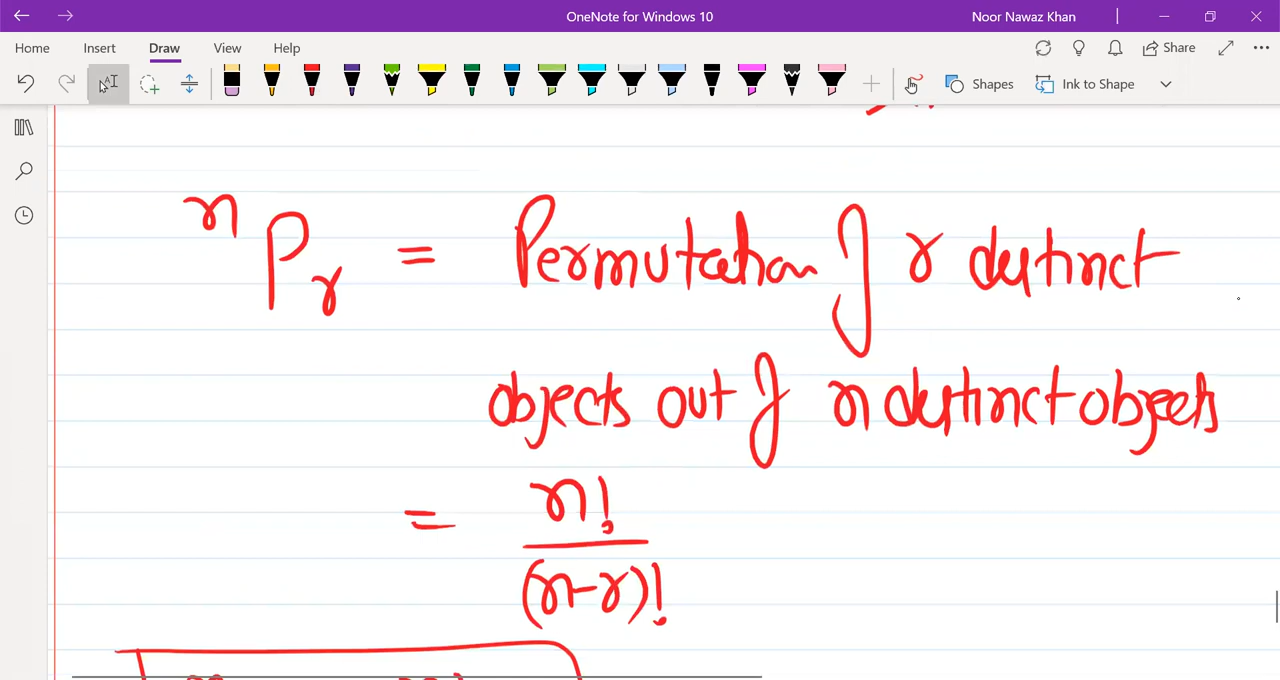 OneNote for Windows 10
Noor Nawaz Khan
Home Insert Draw View Help
Share
Shapes
Ink to Shape
ⁿPᵣ = Permutation of r distinct
objects out of n distinct objects
= n!
(n-r)!